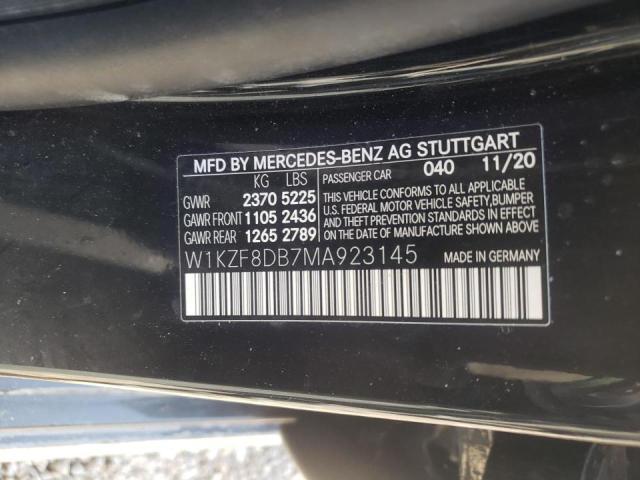 MFD BY MERCEDES-BENZ AG STUTTGART
KG LBS PASSENGER CAR 040 11/20
GVWR 2370 5225
GAWR FRONT 1105 2436
GAWR REAR 1265 2789
THIS VEHICLE CONFORMS TO ALL APPLICABLE
U.S. FEDERAL MOTOR VEHICLE SAFETY,BUMPER
AND THEFT PREVENTION STANDARDS IN EFFECT
ON THE DATE OF MANUFACTURE SHOWN ABOVE.
W1KZF8DB7MA923145 MADE IN GERMANY